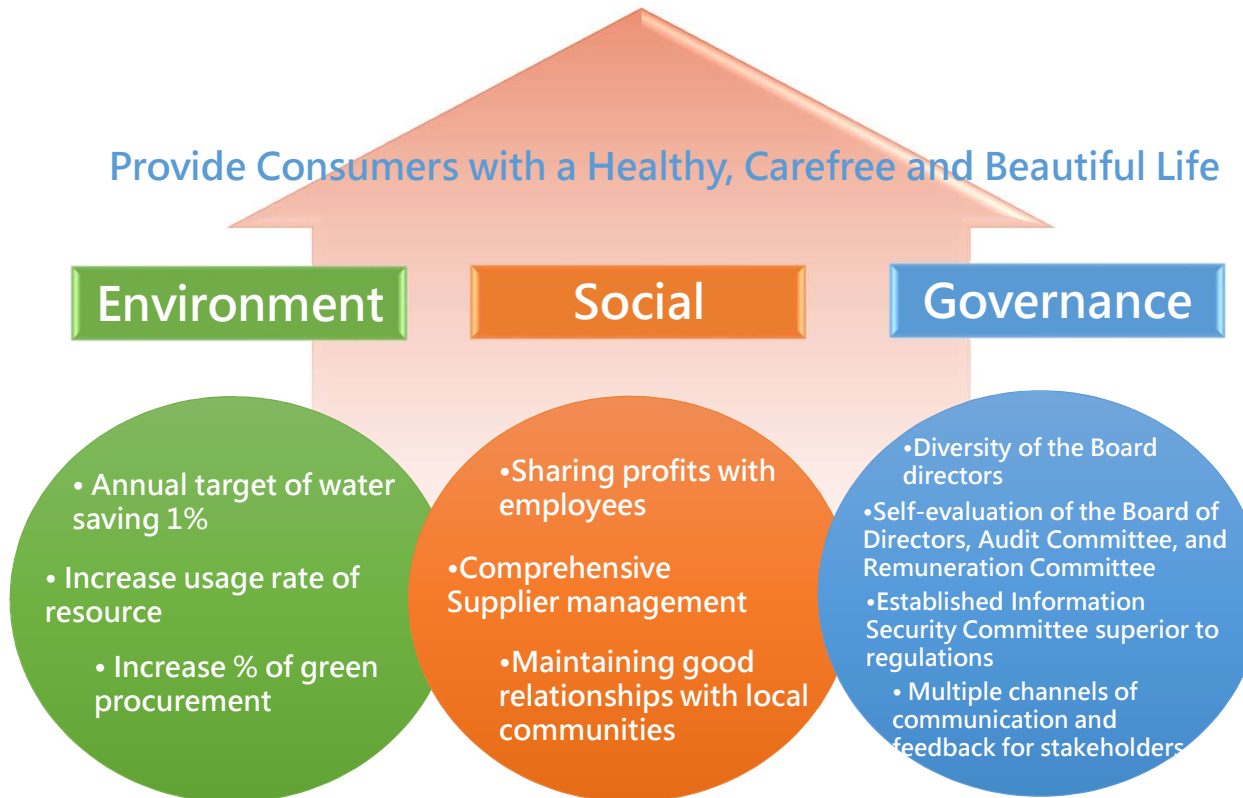 Provide Consumers with a Healthy, Carefree and Beautiful Life
Environment
Social
Governance
• Annual target of water
saving 1%
• Increase usage rate of
resource
• Increase % of green
procurement
•Sharing profits with
employees
•Comprehensive
Supplier management
•Maintaining good
relationships with local
communities
•Diversity of the Board
directors
•Self-evaluation of the Board of
Directors, Audit Committee, and
Remuneration Committee
•Established Information
Security Committee superior to
regulations
• Multiple channels of
communication and
feedback for stakeholders